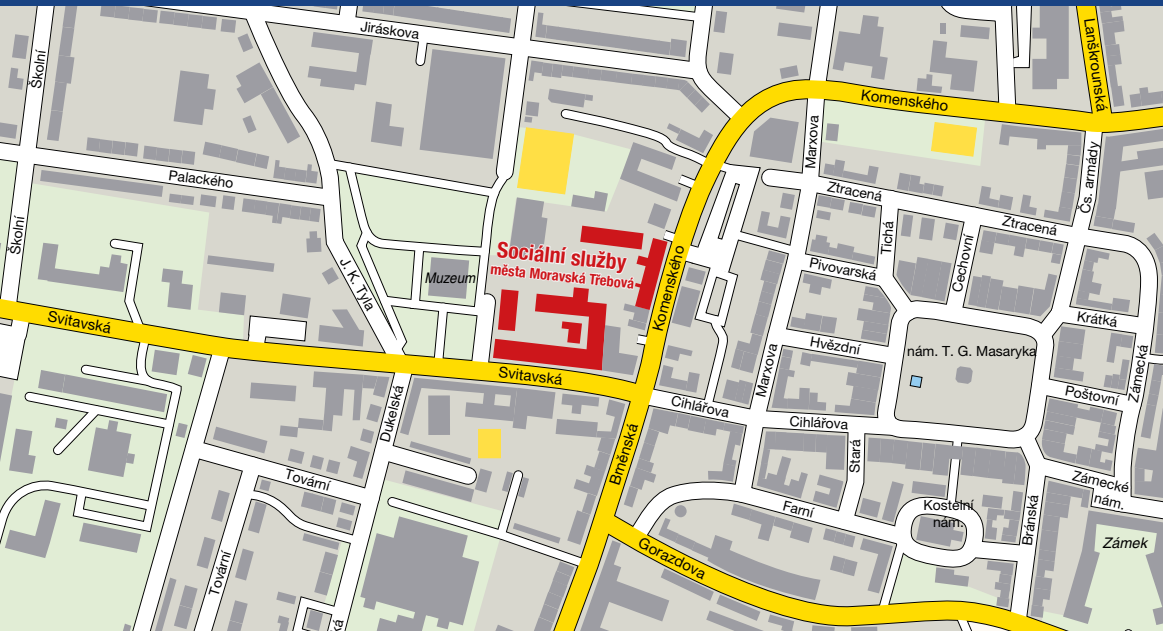 Jiráskova
Lanškrounská
Školní
Komenského
Marxova
Čs. armády
Palackého
Ztracená
Ztracená
Školní
Tichá
Cechovní
Sociální služby
města Moravská Třebová
Muzeum
J. K. Tyla
Komenského
Pivovarská
Svitavská
Krátká
Hvězdní
nám. T. G. Masaryka
Marxova
Zámecká
Svitavská
Poštovní
Dukelská
Cihlářova
Cihlářova
Brněnská
Stará
Tovární
Zámecké
nám.
Farní
Kostelní
nám.
Bránská
Zámek
Gorazdova
Tovární